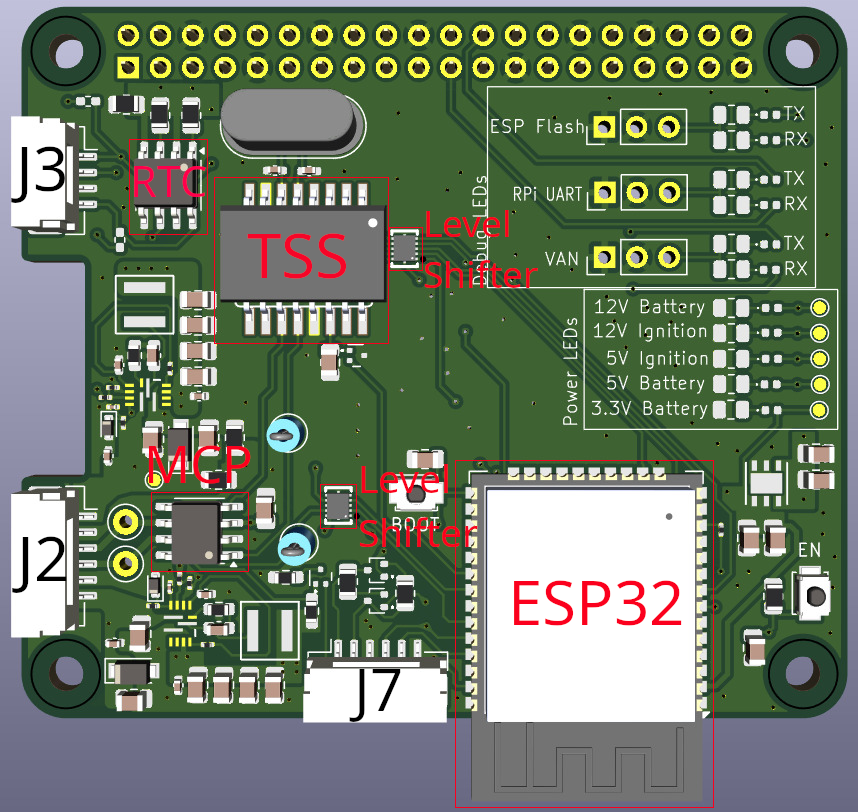 ESP Flash
TX
RX
RPi UART
TX
RX
VAN
TX
RX
Debug LEDs
12V Battery
12V Ignition
5V Ignition
5V Battery
3.3V Battery
Power LEDs
J3
RTC
TSS
Level
Shifter
MCP
Level
Shifter
BOOT
J2
ESP32
EN
J7